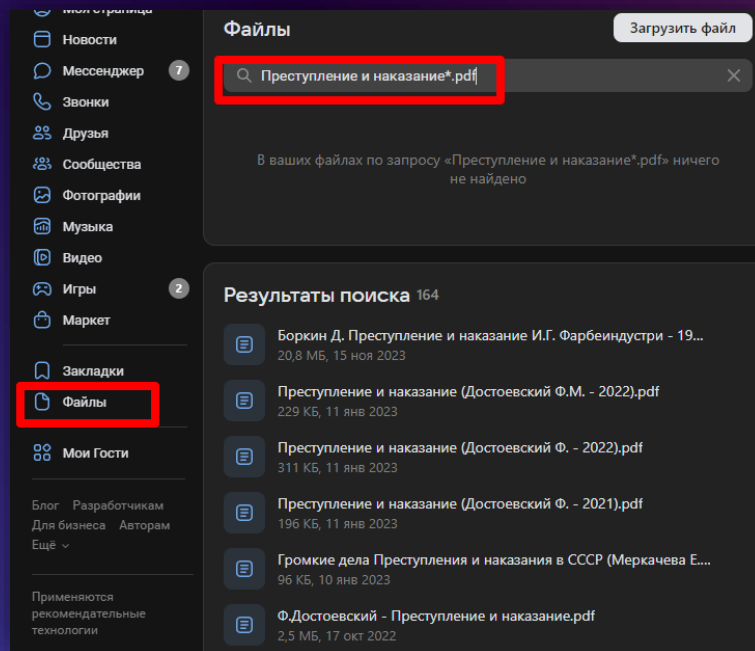 Моя страница
Новости
Мессенджер 7
Звонки
Друзья
Сообщества
Фотографии
Музыка
Видео
Игры 2
Маркет
Закладки
Файлы
Мои Гости
Блог Разработчикам
Для бизнеса Авторам
Ещё
Применяются
рекомендательные
технологии
Файлы
Загрузить файл
Преступление и наказание*.pdf
В ваших файлах по запросу «Преступление и наказание*.pdf» ничего
не найдено
Результаты поиска 164
Боркин Д. Преступление и наказание И.Г. Фарбеиндустри - 19...
20,8 МБ, 15 ноя 2023
Преступление и наказание (Достоевский Ф.М. - 2022).pdf
229 КБ, 11 янв 2023
Преступление и наказание (Достоевский Ф. - 2022).pdf
311 КБ, 11 янв 2023
Преступление и наказание (Достоевский Ф. - 2021).pdf
196 КБ, 11 янв 2023
Громкие дела Преступления и наказания в СССР (Меркачева Е....
96 КБ, 10 янв 2023
Ф.Достоевский - Преступление и наказание.pdf
2,5 МБ, 17 окт 2022